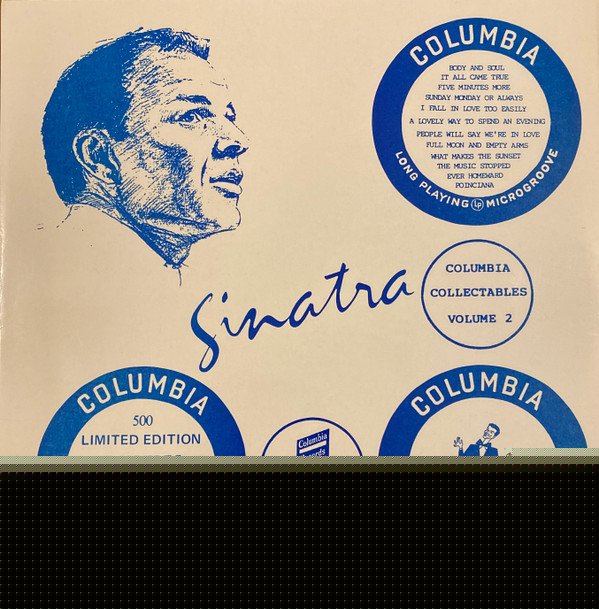 COLUMBIA
BODY AND SOUL
IT ALL CAME TRUE
FIVE MINUTES MORE
SUNDAY MONDAY OR ALWAYS
I FALL IN LOVE TOO EASILY
A LOVELY WAY TO SPEND AN EVENING
PEOPLE WILL SAY WE'RE IN LOVE
FULL MOON AND EMPTY ARMS
WHAT MAKES THE SUNSET
THE MUSIC STOPPED
EVER HOMEWARD
POINCIANA
LONG PLAYING LP MICROGROOVE
Sinatra
COLUMBIA
COLLECTABLES
VOLUME 2
COLUMBIA
500
LIMITED EDITION
Columbia
COLUMBIA